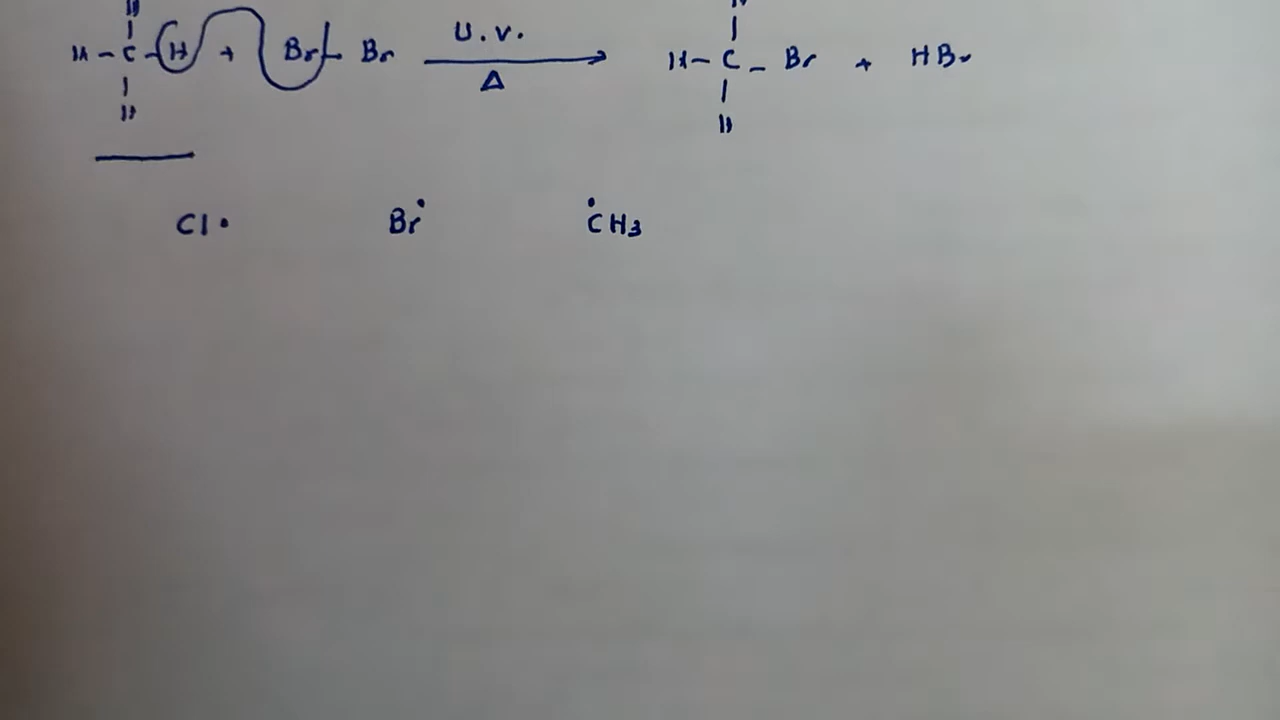 H H
H - C - H + Br - Br U.V. Δ → H - C - Br + HBr
H H
Cl• Br• •CH3